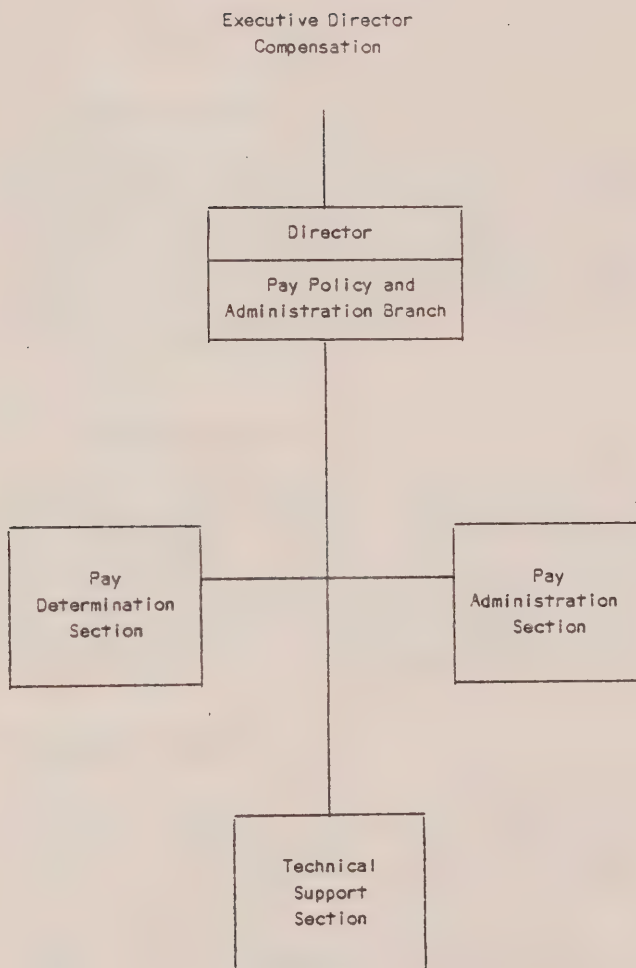 Executive Director
Compensation
Director
Pay Policy and
Administration Branch
Pay
Determination
Section
Pay
Administration
Section
Technical
Support
Section